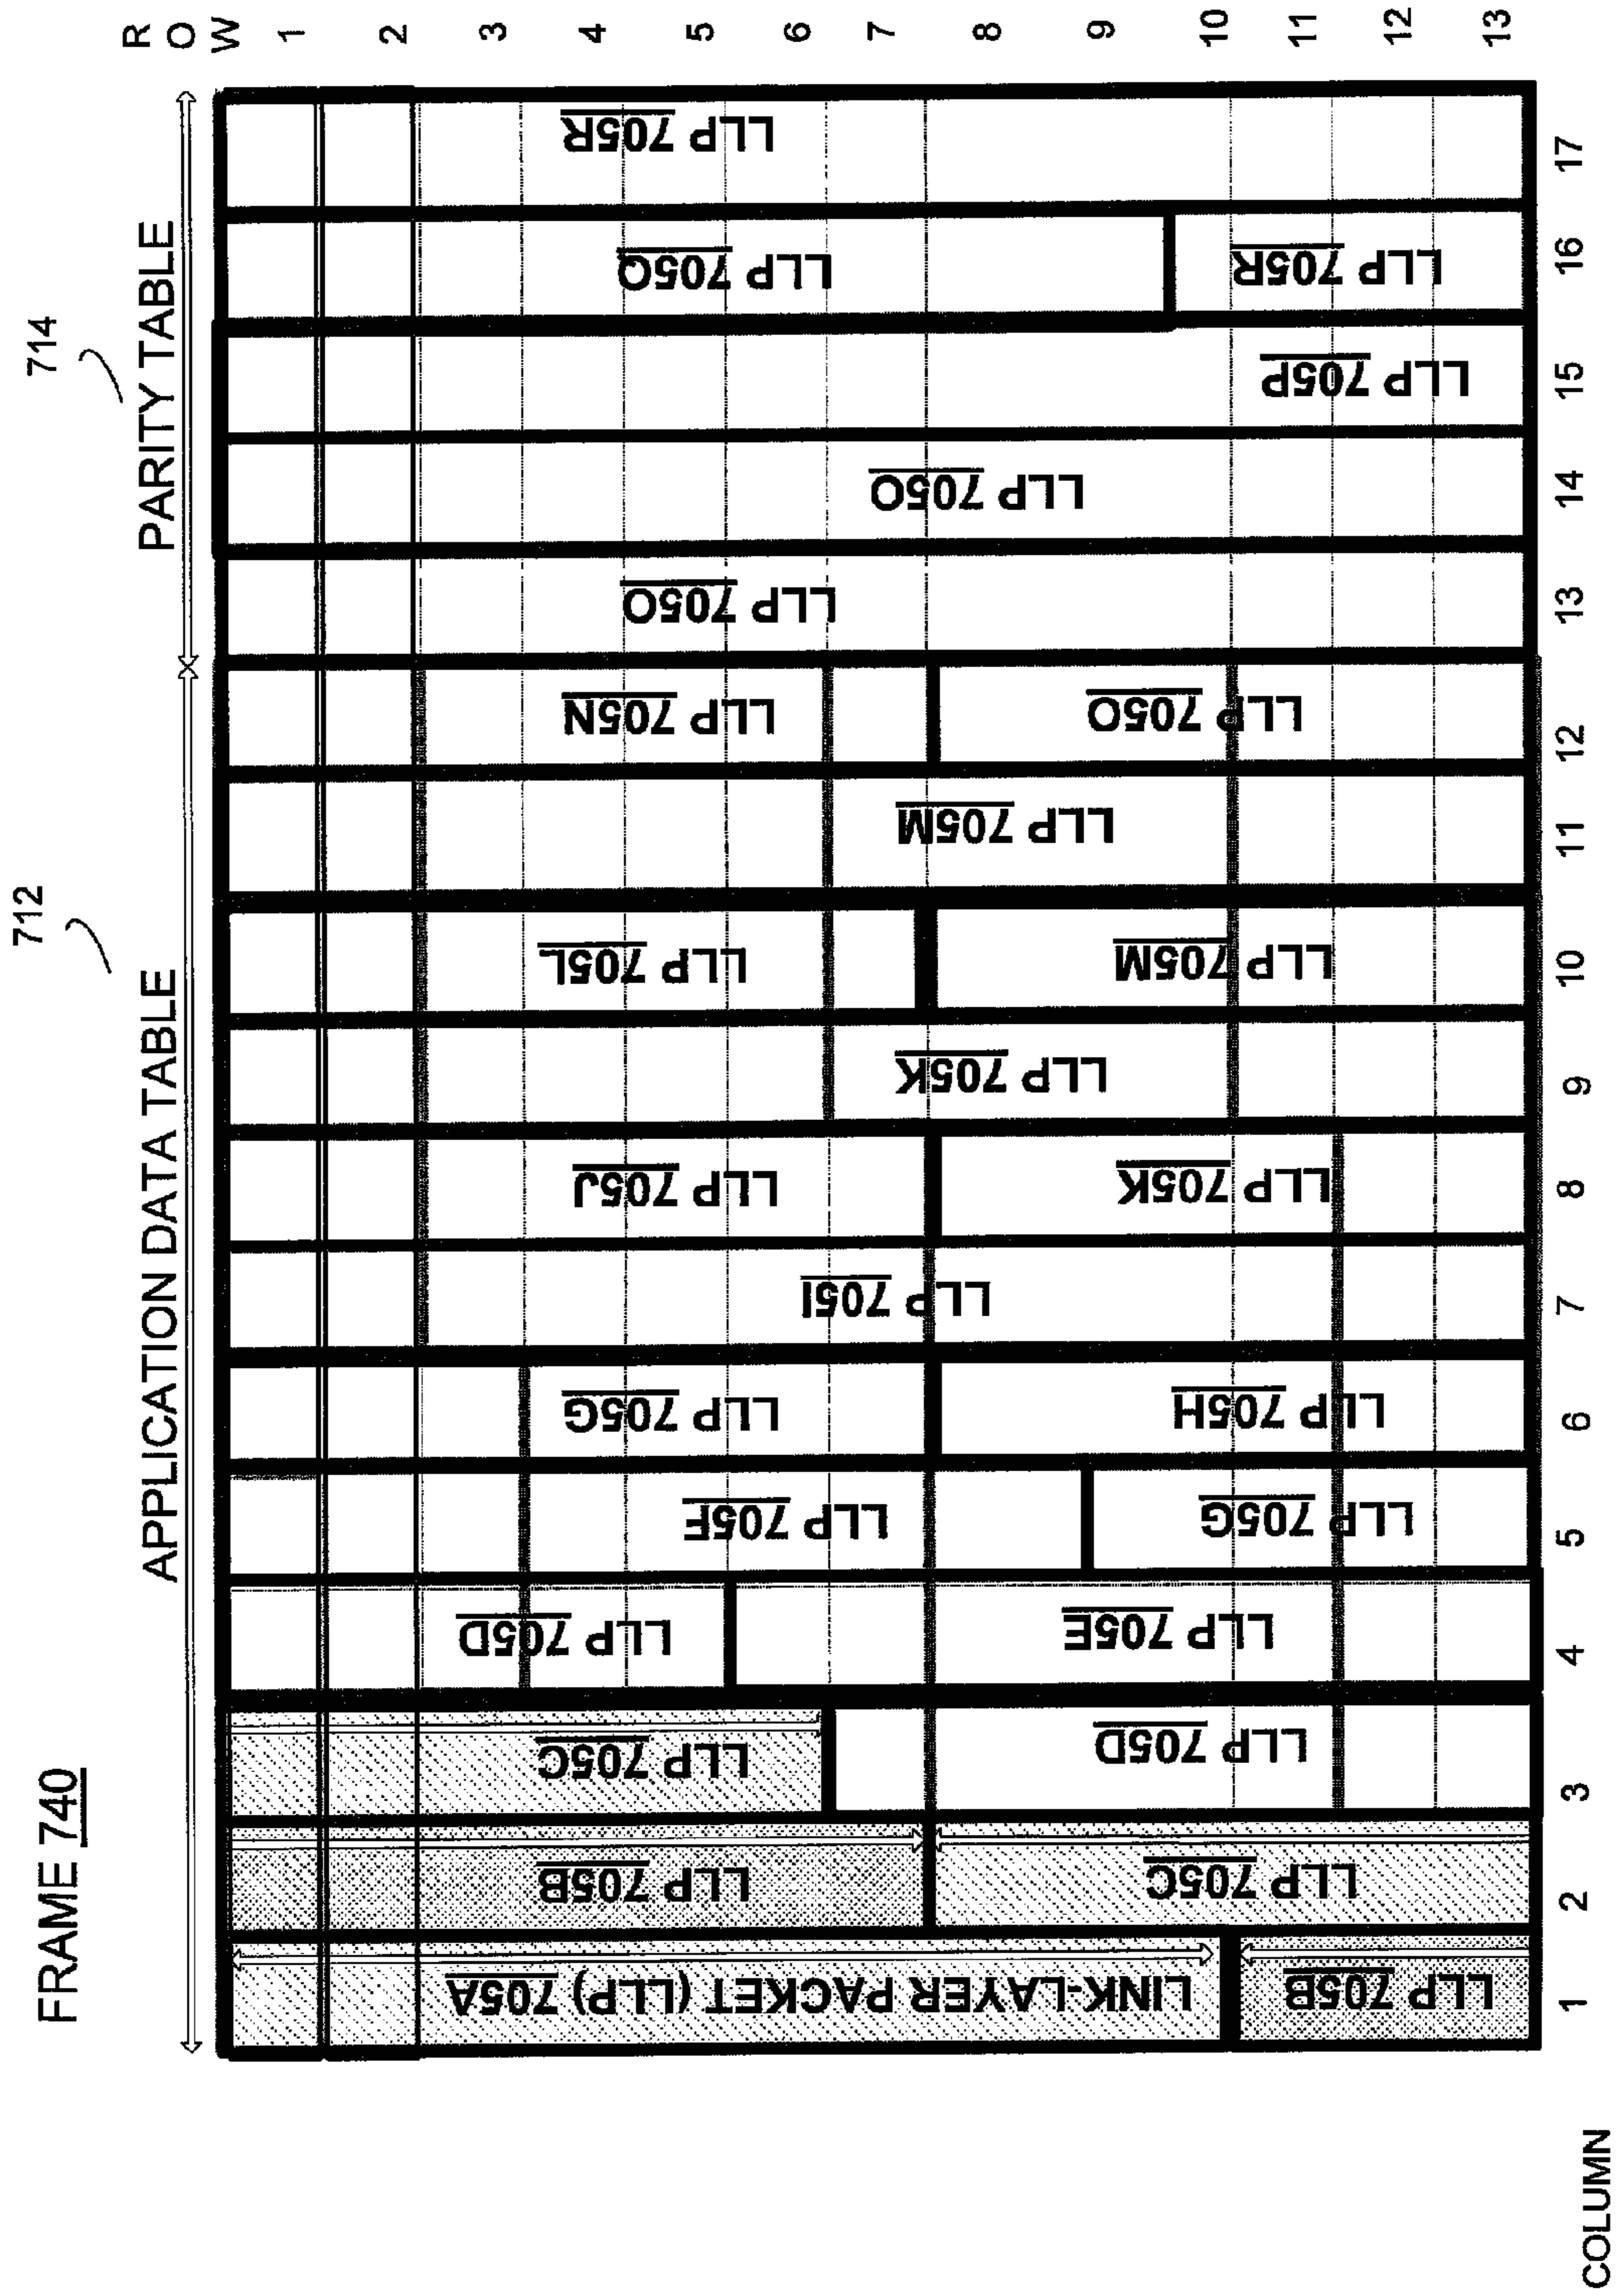 FRAME 740
712
714
APPLICATION DATA TABLE
PARITY TABLE
ROW
1
2
3
4
5
6
7
8
9
10
11
12
13
LINK-LAYER PACKET (LLP) 705A
LLP 705B
LLP 705B
LLP 705C
LLP 705C
LLP 705D
LLP 705D
LLP 705E
LLP 705F
LLP 705G
LLP 705G
LLP 705H
LLP 705I
LLP 705J
LLP 705K
LLP 705K
LLP 705L
LLP 705M
LLP 705M
LLP 705N
LLP 705O
LLP 705O
LLP 705O
LLP 705P
LLP 705Q
LLP 705R
LLP 705R
COLUMN 1 2 3 4 5 6 7 8 9 10 11 12 13 14 15 16 17